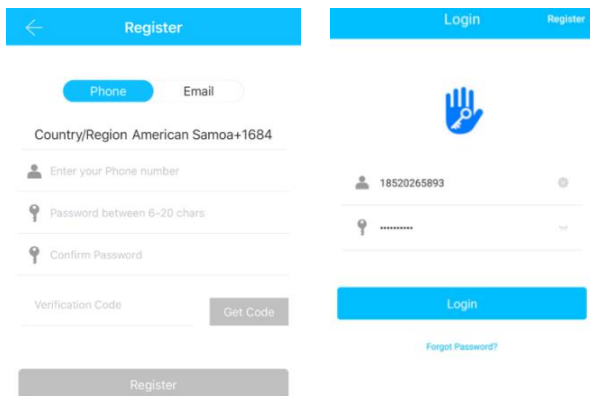 Register
Phone Email
Country/Region American Samoa+1684
Enter your Phone number
Password between 6-20 chars
Confirm Password
Verification Code Get Code
Register
Login Register
18520265893
••••••••••
Login
Forgot Password?